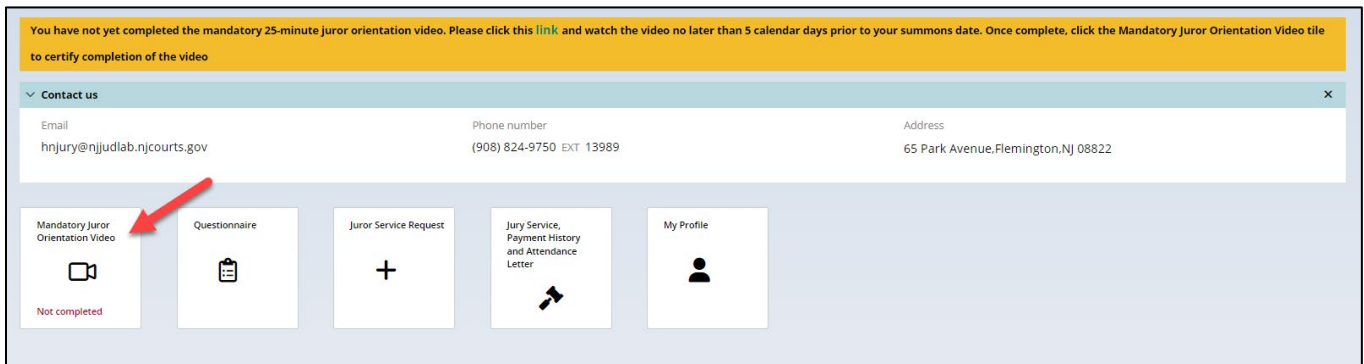 You have not yet completed the mandatory 25-minute juror orientation video. Please click this link and watch the video no later than 5 calendar days prior to your summons date. Once complete, click the Mandatory Juror Orientation Video tile
to certify completion of the video
Contact us
Email
hnjury@njjudlab.njcourts.gov
Phone number
(908) 824-9750 EXT 13989
Address
65 Park Avenue,Flemington,NJ 08822
Mandatory Juror
Orientation Video
Not completed
Questionnaire
Juror Service Request
Jury Service,
Payment History
and Attendance
Letter
My Profile